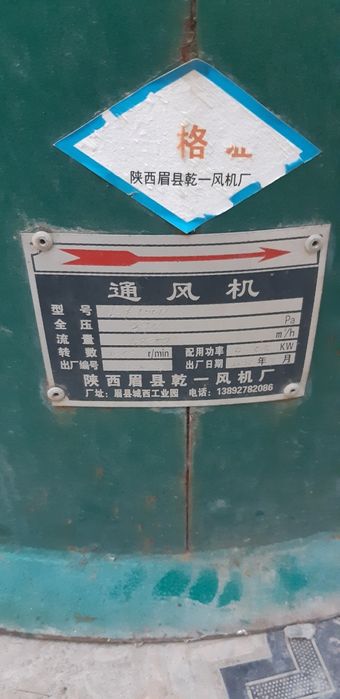 格 证
陕西眉县乾一风机厂
通风机
型号
全压 Pa
流量 m³/h
转数 r/min 配用功率 KW
出厂编号 出厂日期 年 月
陕西眉县乾一风机厂
厂址：眉县城西工业园 电话：13892782086